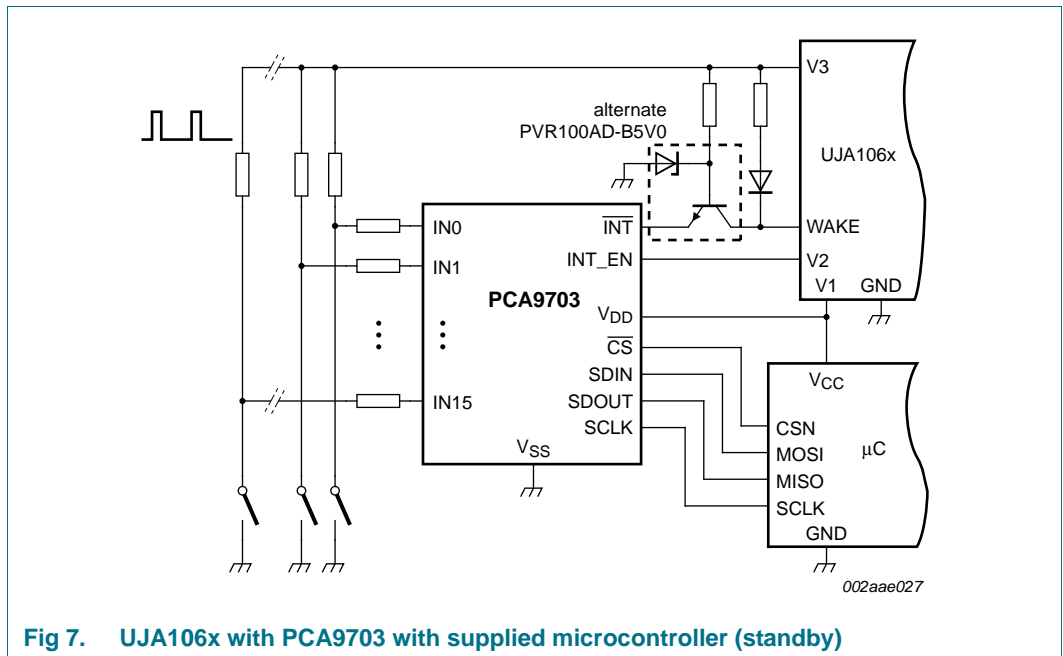 V3
alternate
PVR100AD-B5V0
UJA106x
IN0
INT
WAKE
IN1
INT_EN
V2
PCA9703
V1
GND
VDD
CS
VCC
SDIN
IN15
SDOUT
CSN
SCLK
μC
VSS
MOSI
MISO
SCLK
GND
002aae027
Fig 7. UJA106x with PCA9703 with supplied microcontroller (standby)